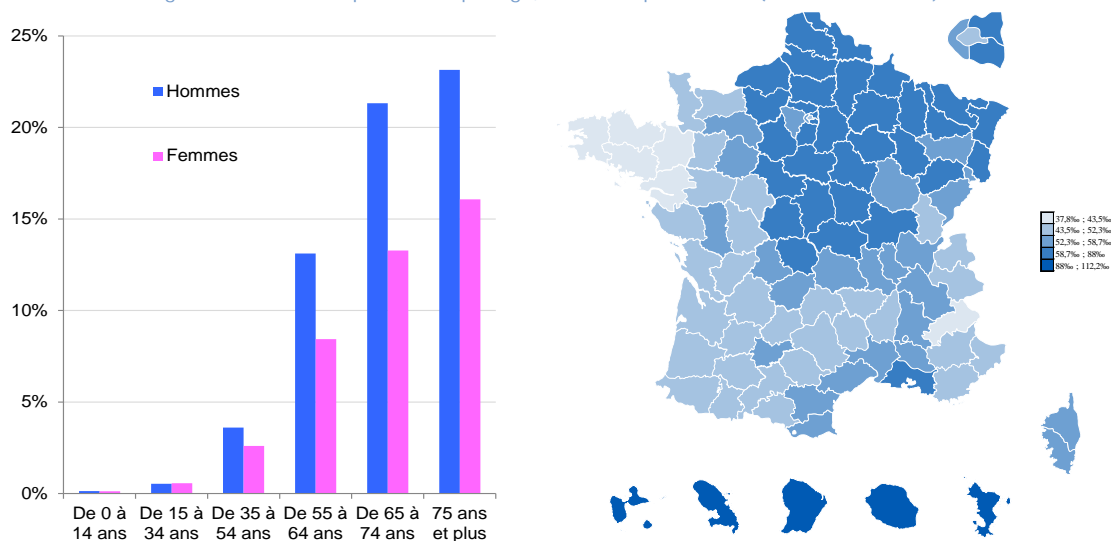 25%
Hommes
20%
Femmes
15%
10%
5%
0%
De 0 à
14 ans
De 15 à
34 ans
De 35 à
54 ans
De 55 à
64 ans
De 65 à
74 ans
75 ans
et plus
37,8‰ ; 43,5‰
43,5‰ ; 52,3‰
52,3‰ ; 58,7‰
58,7‰ ; 88‰
88‰ ; 112,2‰